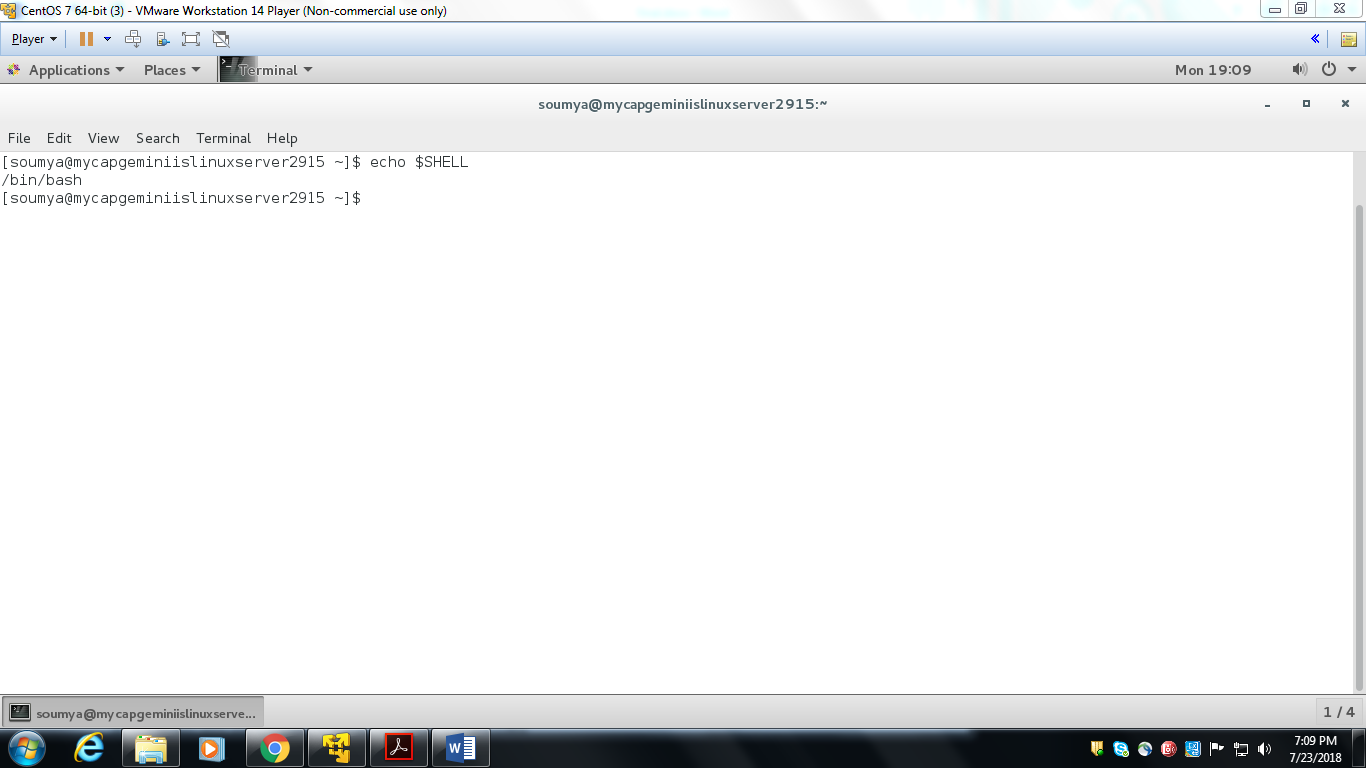 CentOS 7 64-bit (3) - VMware Workstation 14 Player (Non-commercial use only)
Player
Applications Places Terminal Mon 19:09
soumya@mycapgeminiislinuxserver2915:~
File Edit View Search Terminal Help
[soumya@mycapgeminiislinuxserver2915 ~]$ echo $SHELL
/bin/bash
[soumya@mycapgeminiislinuxserver2915 ~]$
soumya@mycapgeminiislinuxserve... 1 / 4
7:09 PM
7/23/2018